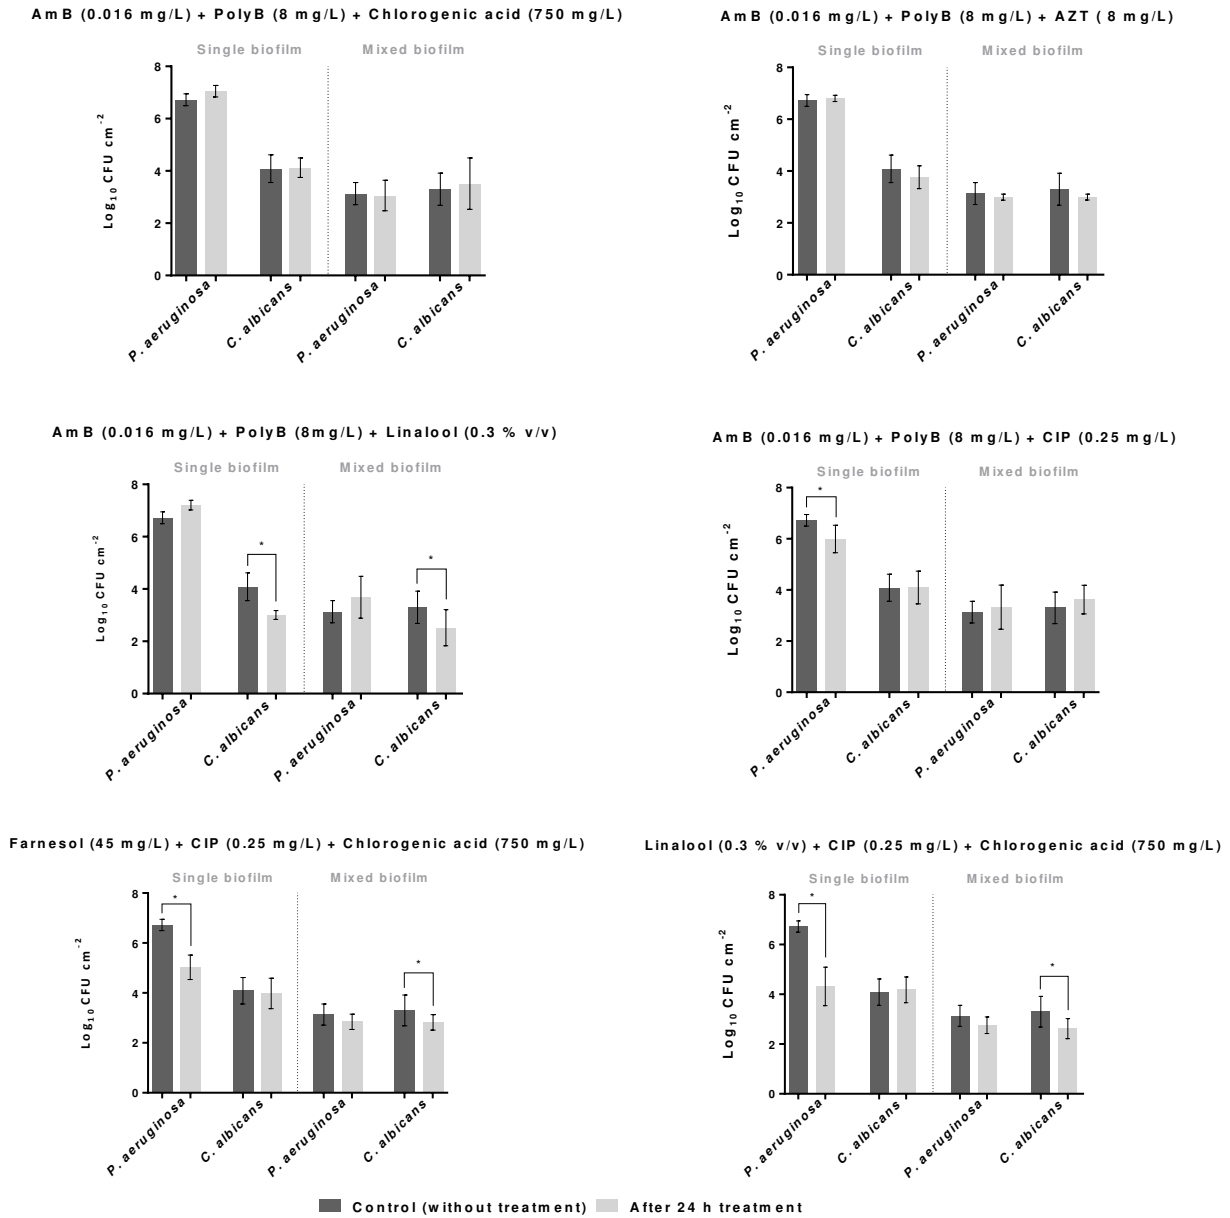 AmB (0.016 mg/L) + PolyB (8 mg/L) + Chlorogenic acid (750 mg/L)
Single biofilm Mixed biofilm
Log10 CFU cm-2
8
6
4
2
0
P. aeruginosa
C. albicans
P. aeruginosa
C. albicans
AmB (0.016 mg/L) + PolyB (8 mg/L) + AZT ( 8 mg/L)
Single biofilm Mixed biofilm
Log10 CFU cm-2
8
6
4
2
0
P. aeruginosa
C. albicans
P. aeruginosa
C. albicans
AmB (0.016 mg/L) + PolyB (8mg/L) + Linalool (0.3 % v/v)
Single biofilm Mixed biofilm
Log10 CFU cm-2
8
6
4
2
0
*
*
P. aeruginosa
C. albicans
P. aeruginosa
C. albicans
AmB (0.016 mg/L) + PolyB (8 mg/L) + CIP (0.25 mg/L)
Single biofilm Mixed biofilm
Log10 CFU cm-2
8
6
4
2
0
*
P. aeruginosa
C. albicans
P. aeruginosa
C. albicans
Farnesol (45 mg/L) + CIP (0.25 mg/L) + Chlorogenic acid (750 mg/L)
Single biofilm Mixed biofilm
Log10 CFU cm-2
8
6
4
2
0
*
*
P. aeruginosa
C. albicans
P. aeruginosa
C. albicans
Linalool (0.3 % v/v) + CIP (0.25 mg/L) + Chlorogenic acid (750 mg/L)
Single biofilm Mixed biofilm
Log10 CFU cm-2
8
6
4
2
0
*
*
P. aeruginosa
C. albicans
P. aeruginosa
C. albicans
Control (without treatment) After 24 h treatment